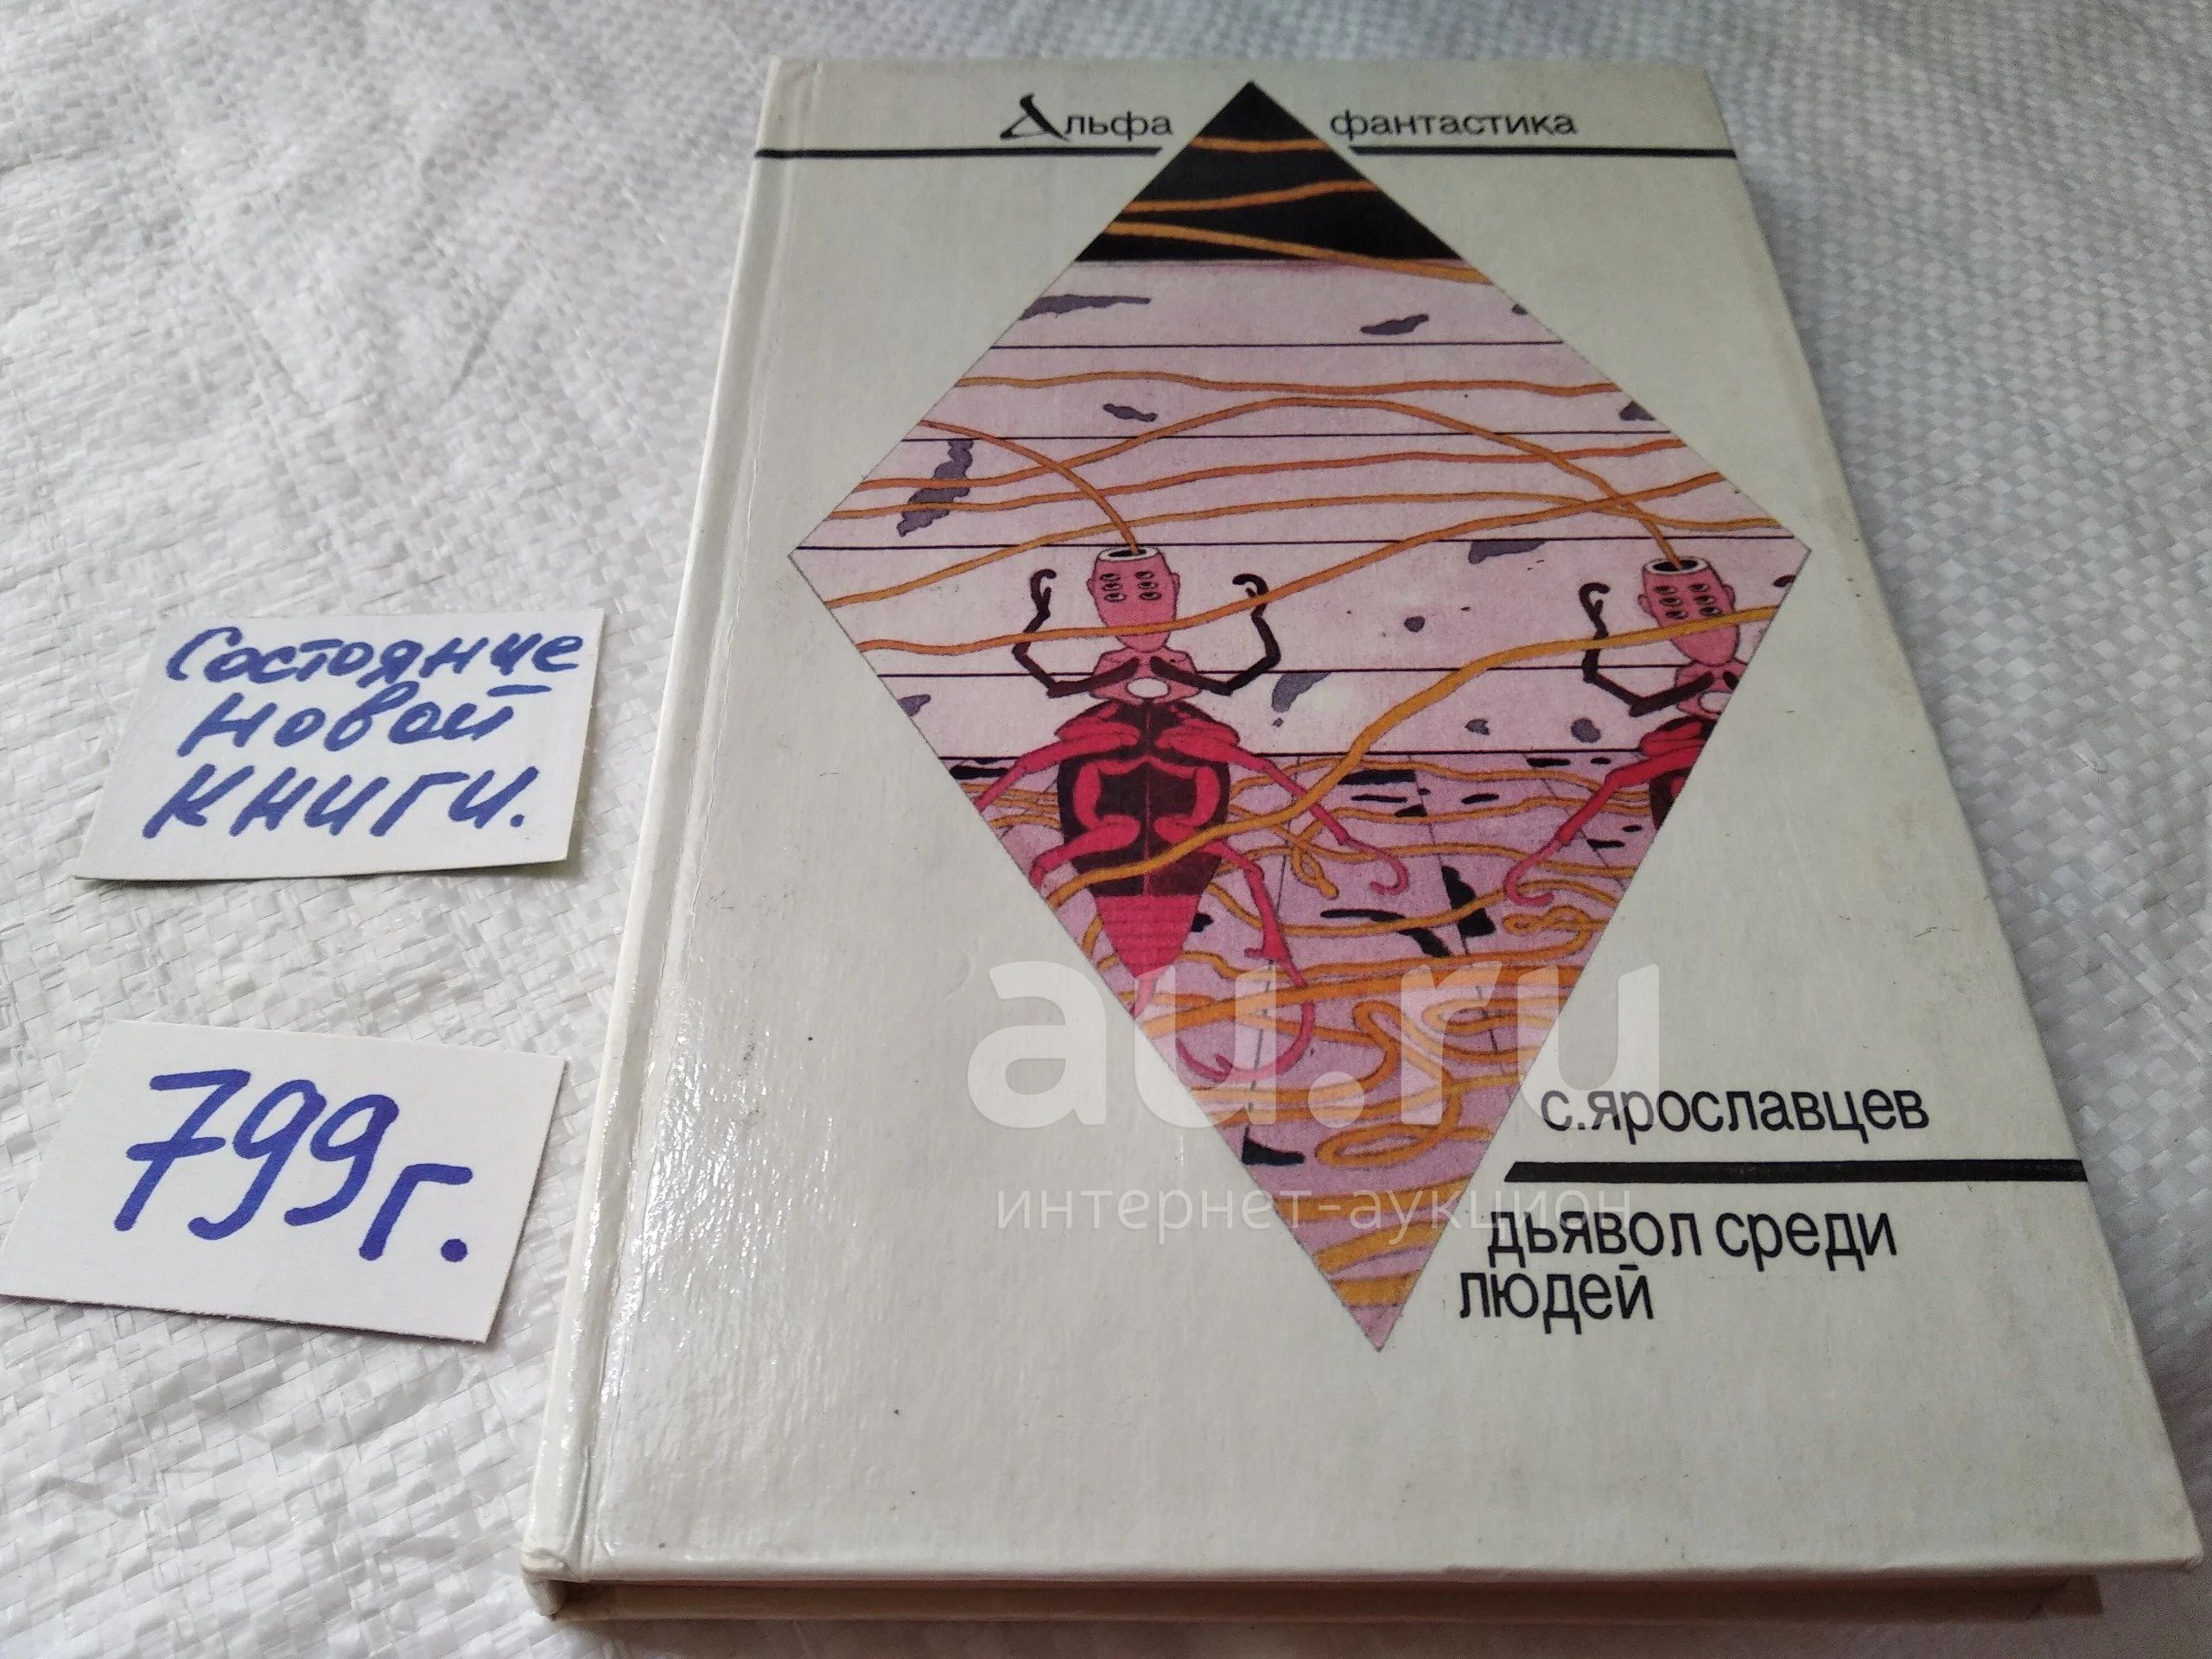 Альфа фантастика
Состояние
новой
книги.
799г.
с.ярославцев
дьявол среди
людей
au.ru
интернет-аукцион